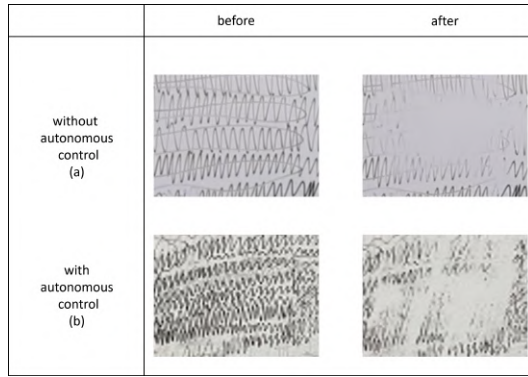 before after
without
autonomous
control
(a)
with
autonomous
control
(b)